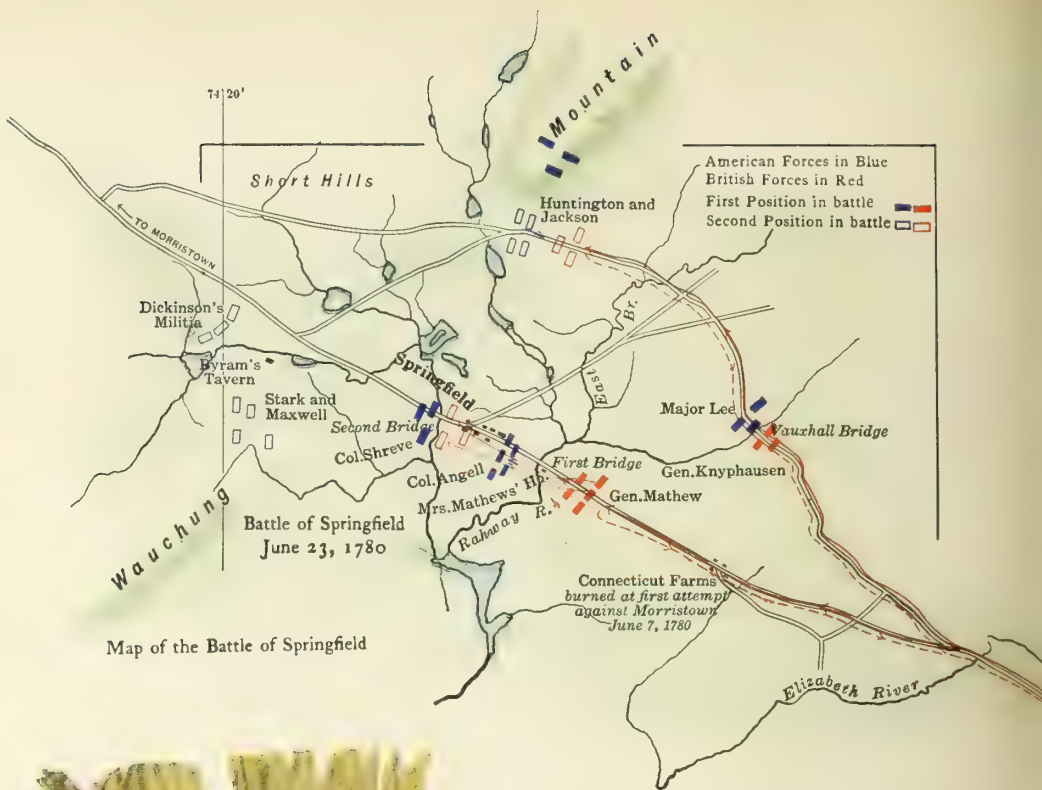 74° 20'
Mountain
Short Hills
American Forces in Blue
British Forces in Red
First Position in battle
Second Position in battle
Huntington and
Jackson
TO MORRISTOWN
Dickinson's
Militia
Byram's
Tavern
Stark and
Maxwell
Springfield
Second Bridge
Col. Shreve
East Br.
Major Lee
Vauxhall Bridge
Gen. Knyphausen
Col. Angell
Mrs. Mathews' Ho.
First Bridge
Gen. Mathew
Rahway R.
Wauchung
Battle of Springfield
June 23, 1780
Connecticut Farms
burned at first attempt
against Morristown
June 7, 1780
Map of the Battle of Springfield
Elizabeth River